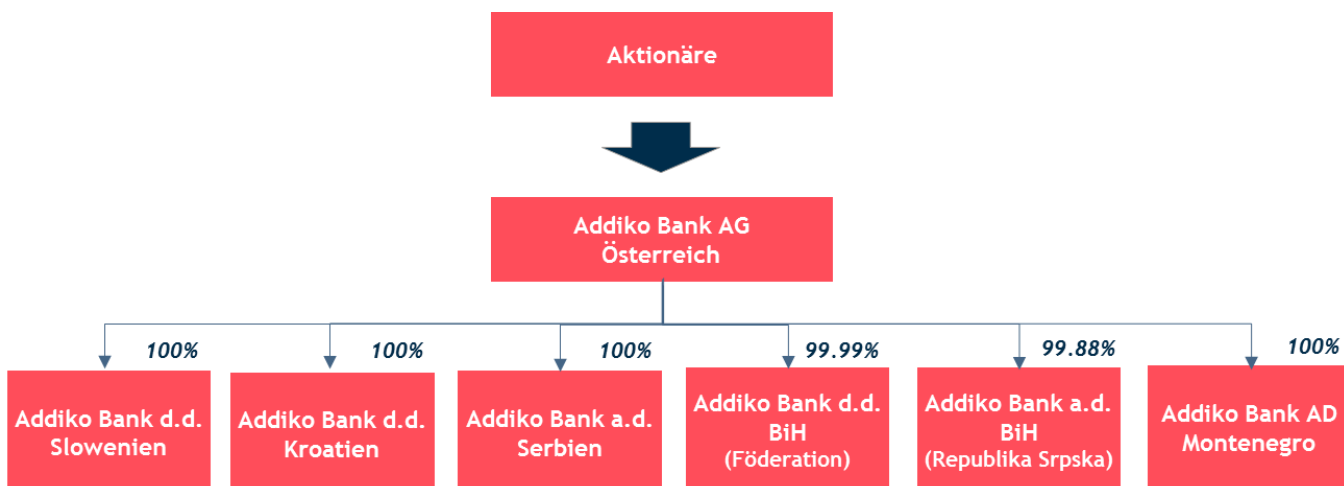 Aktionäre
Addiko Bank AG
Österreich
100%
100%
100%
99.99%
99.88%
100%
Addiko Bank d.d.
Slowenien
Addiko Bank d.d.
Kroatien
Addiko Bank a.d.
Serbien
Addiko Bank d.d.
BiH
(Föderation)
Addiko Bank a.d.
BiH
(Republika Srpska)
Addiko Bank AD
Montenegro